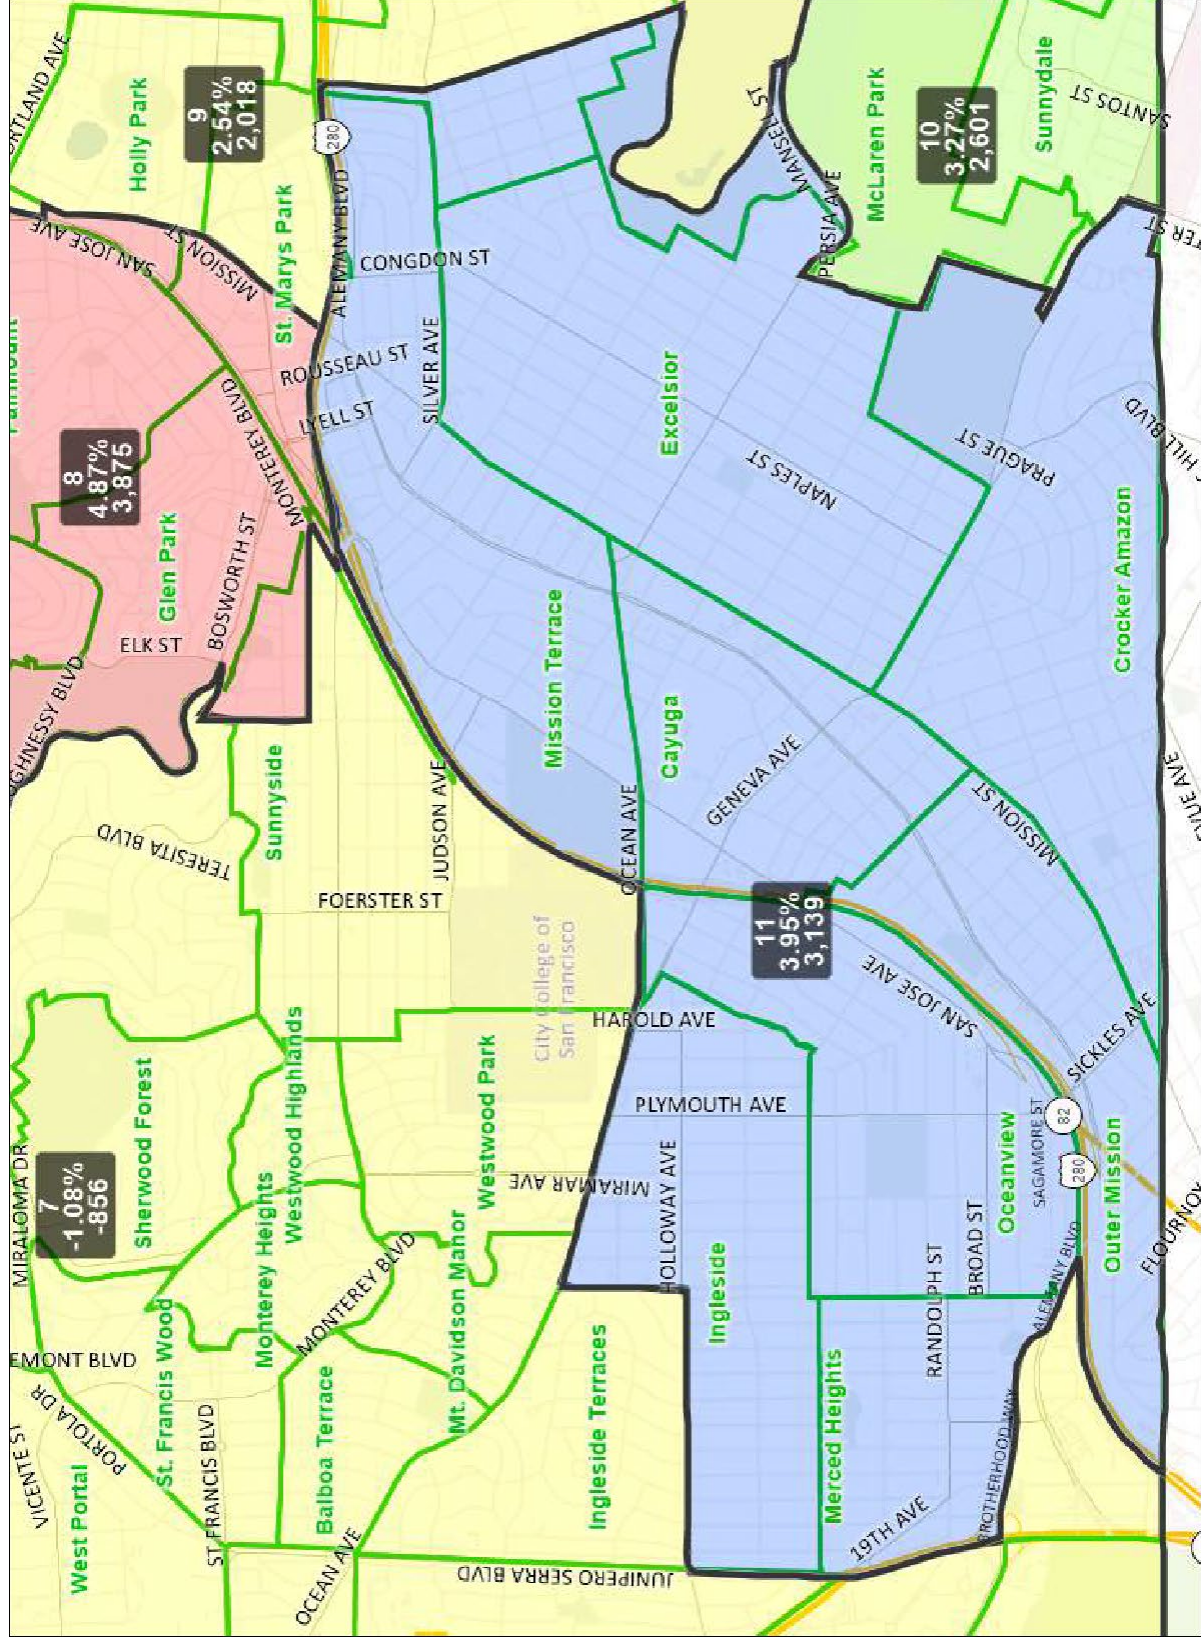 Holly Park
9
2.54%
2,018
SAN JOSE AVE
MISSION ST
St. Marys Park
280
ALEMANY BLVD
CONGDON ST
ROUSSEAU ST
LYELL ST
SILVER AVE
MANSELL ST
PERSIA AVE
McLaren Park
10
3.27%
2,601
Sunnydale
SANTOS ST
8
4.87%
3,875
Glen Park
MONTEREY BLVD
BOSWORTH ST
ELK ST
Excelsior
NAPLES ST
PRAGUE ST
Crocker Amazon
HILL BLVD
Mission Terrace
Cayuga
GENEVA AVE
OCEAN AVE
MISSION ST
Sunnyside
TERESITA BLVD
JUDSON AVE
FOERSTER ST
City College of
San Francisco
HAROLD AVE
11
3.95%
3,139
SAN JOSE AVE
SICKLES AVE
PLYMOUTH AVE
Westwood Park
Westwood Highlands
Sherwood Forest
MIRALOMA DR
7
-1.08%
-856
Monterey Heights
MIRAMAR AVE
HOLLOWAY AVE
Oceanview
SAGAMORE ST
82
280
Outer Mission
BROAD ST
RANDOLPH ST
ALEMANY BLVD
Ingleside
Mt. Davidson Manor
MONTEREY BLVD
St. Francis Wood
EMONT BLVD
PORTOLA DR
VICENTE ST
West Portal
ST FRANCIS BLVD
Balboa Terrace
OCEAN AVE
Ingleside Terraces
Merced Heights
BROTHERHOOD WAY
19TH AVE
JUNIPERO SERRA BLVD